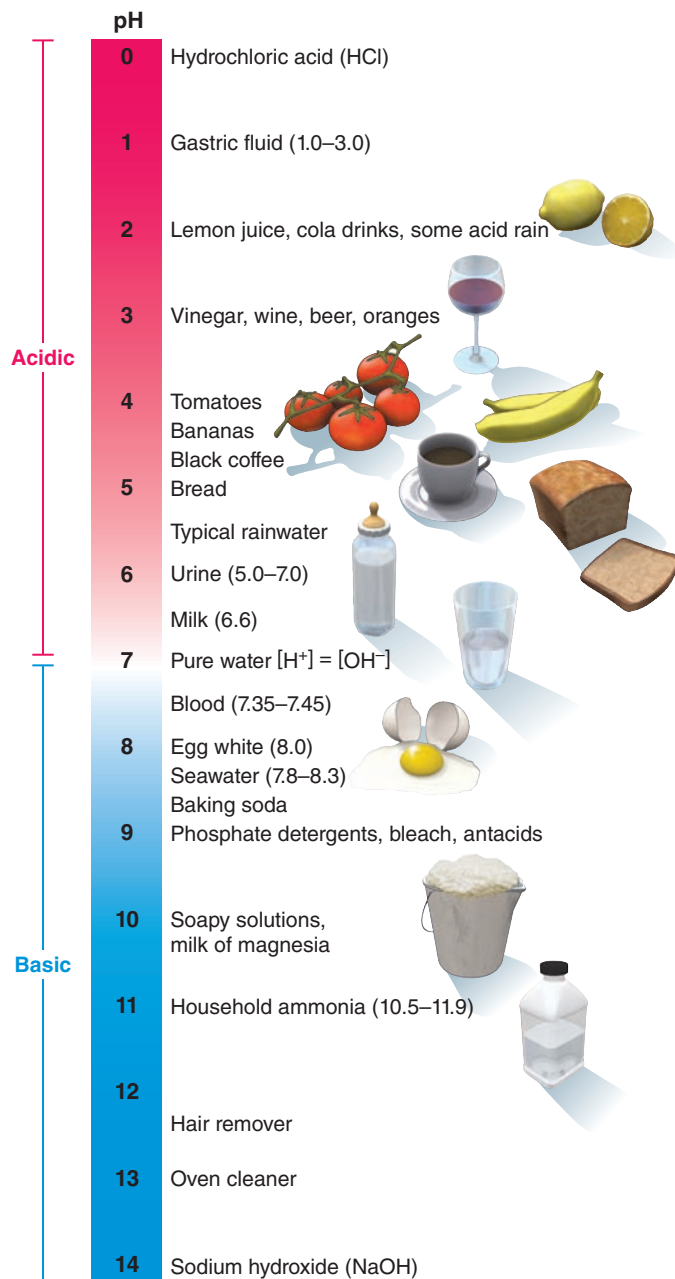 pH
0 Hydrochloric acid (HCl)
1 Gastric fluid (1.0–3.0)
2 Lemon juice, cola drinks, some acid rain
3 Vinegar, wine, beer, oranges
Acidic
4 Tomatoes
Bananas
Black coffee
5 Bread
Typical rainwater
6 Urine (5.0–7.0)
Milk (6.6)
7 Pure water [H⁺] = [OH⁻]
Blood (7.35–7.45)
8 Egg white (8.0)
Seawater (7.8–8.3)
Baking soda
9 Phosphate detergents, bleach, antacids
10 Soapy solutions,
milk of magnesia
Basic
11 Household ammonia (10.5–11.9)
12
Hair remover
13 Oven cleaner
14 Sodium hydroxide (NaOH)